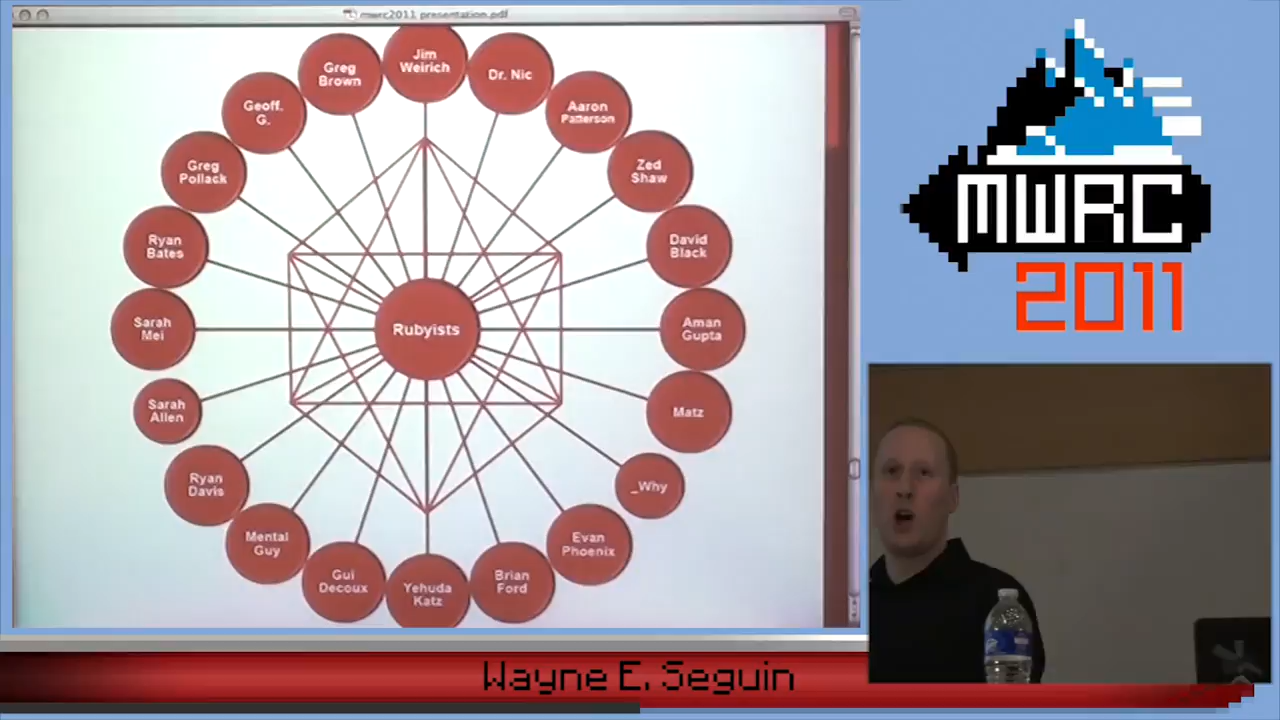 mwrc2011 presentation.pdf
Jim
Weirich
Dr. Nic
Aaron
Patterson
Zed
Shaw
David
Black
Aman
Gupta
Matz
_Why
Evan
Phoenix
Brian
Ford
Yehuda
Katz
Gui
Decoux
Mental
Guy
Ryan
Davis
Sarah
Allen
Sarah
Mei
Ryan
Bates
Greg
Pollack
Geoff.
G.
Greg
Brown
Rubyists
MWRC
2011
Wayne E. Seguin